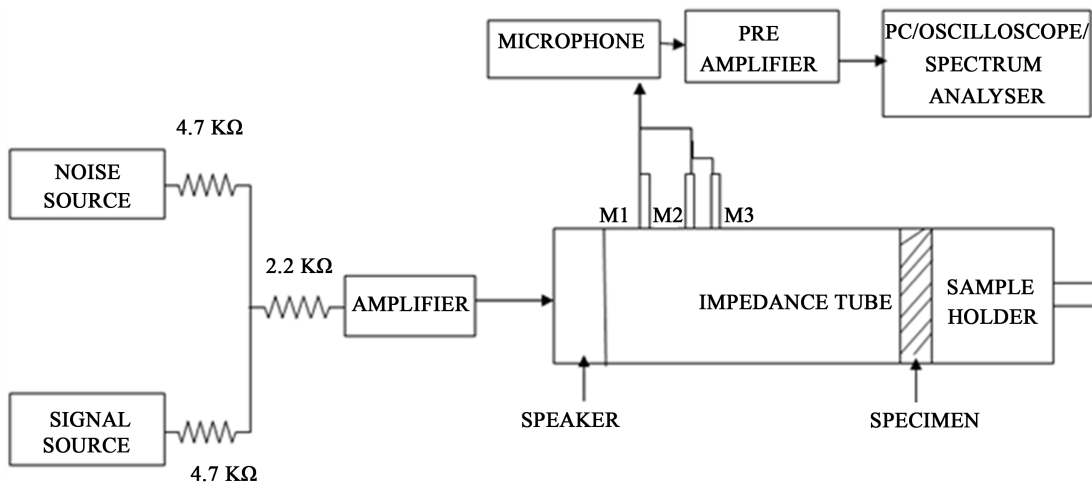 MICROPHONE
PRE
AMPLIFIER
PC/OSCILLOSCOPE/
SPECTRUM
ANALYSER
4.7 KΩ
NOISE
SOURCE
M1
M2
M3
2.2 KΩ
AMPLIFIER
IMPEDANCE TUBE
SAMPLE
HOLDER
SPEAKER
SPECIMEN
SIGNAL
SOURCE
4.7 KΩ